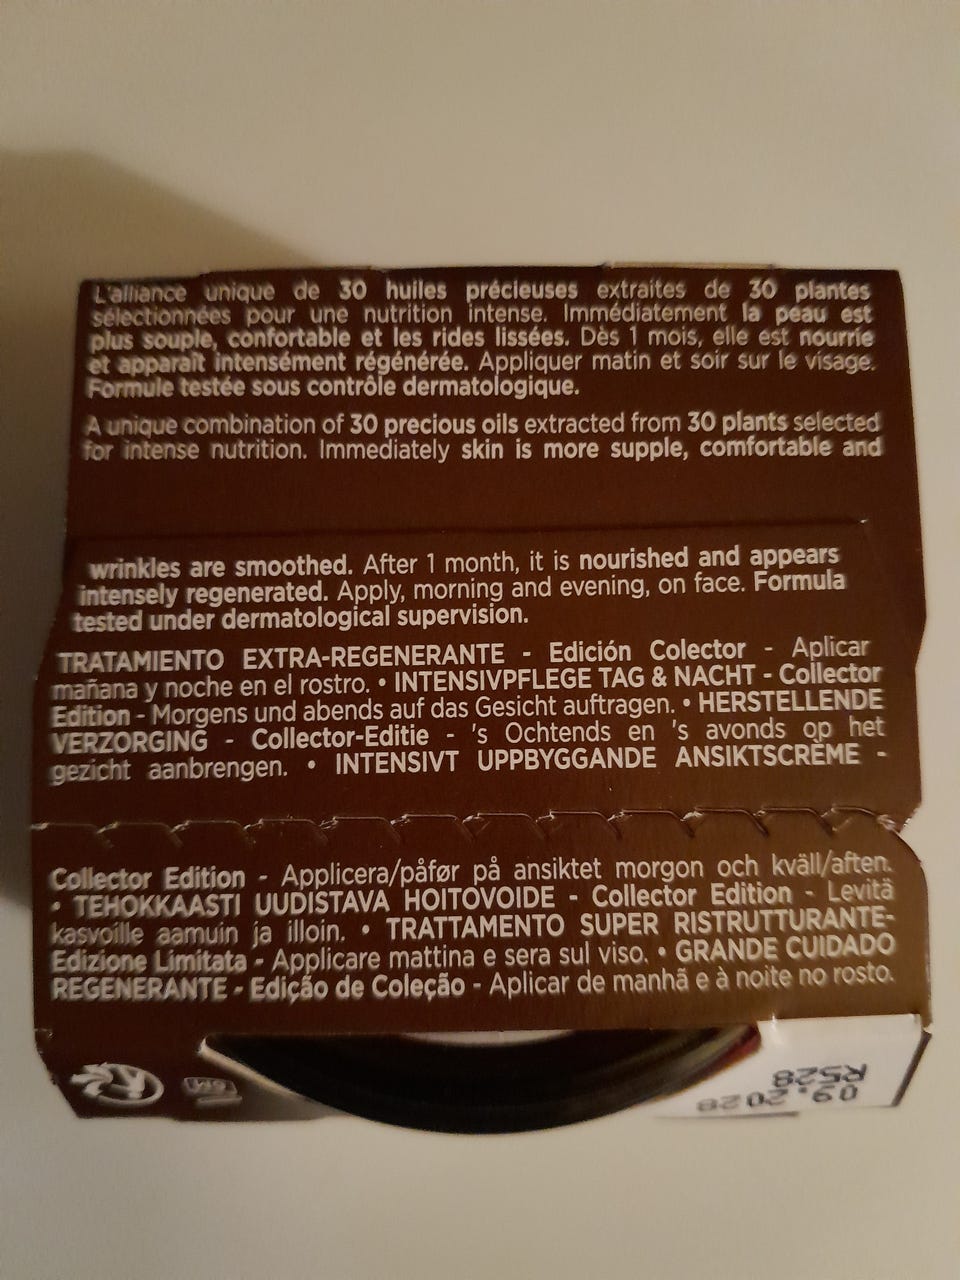 L'alliance unique de 30 huiles précieuses extraites de 30 plantes
sélectionnées pour une nutrition intense. Immédiatement la peau est
plus souple, confortable et les rides lissées. Dès 1 mois, elle est nourrie
et apparaît intensément régénérée. Appliquer matin et soir sur le visage.
Formule testée sous contrôle dermatologique.
A unique combination of 30 precious oils extracted from 30 plants selected
for intense nutrition. Immediately skin is more supple, comfortable and
wrinkles are smoothed. After 1 month, it is nourished and appears
intensely regenerated. Apply, morning and evening, on face. Formula
tested under dermatological supervision.
TRATAMIENTO EXTRA-REGENERANTE - Edición Colector - Aplicar
mañana y noche en el rostro. • INTENSIVPFLEGE TAG & NACHT - Collector
Edition - Morgens und abends auf das Gesicht auftragen. • HERSTELLENDE
VERZORGING - Collector-Editie - 's Ochtends en 's avonds op het
gezicht aanbrengen. • INTENSIVT UPPBYGGANDE ANSIKTSCRÈME -
Collector Edition - Applicera/påfør på ansiktet morgon och kväll/aften.
• TEHOKKAASTI UUDISTAVA HOITOVOIDE - Collector Edition - Levitä
kasvoille aamuin ja illoin. • TRATTAMENTO SUPER RISTRUTTURANTE-
Edizione Limitata - Applicare mattina e sera sul viso. • GRANDE CUIDADO
REGENERANTE - Edição de Coleção - Aplicar de manhã e à noite no rosto.
6M
09.2028
R528